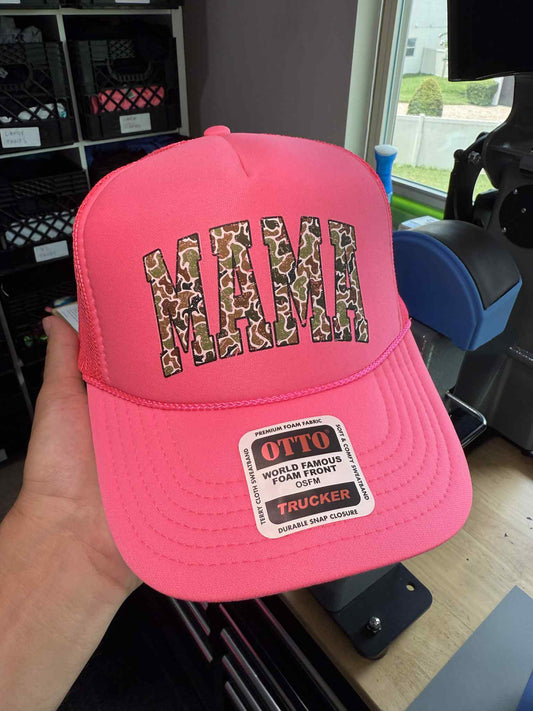 MAMA
PREMIUM FOAM FABRIC
SOFT & COMFY SWEATBAND
TERRY CLOTH SWEATBAND
OTTO
WORLD FAMOUS
FOAM FRONT
OSFM
TRUCKER
DURABLE SNAP CLOSURE